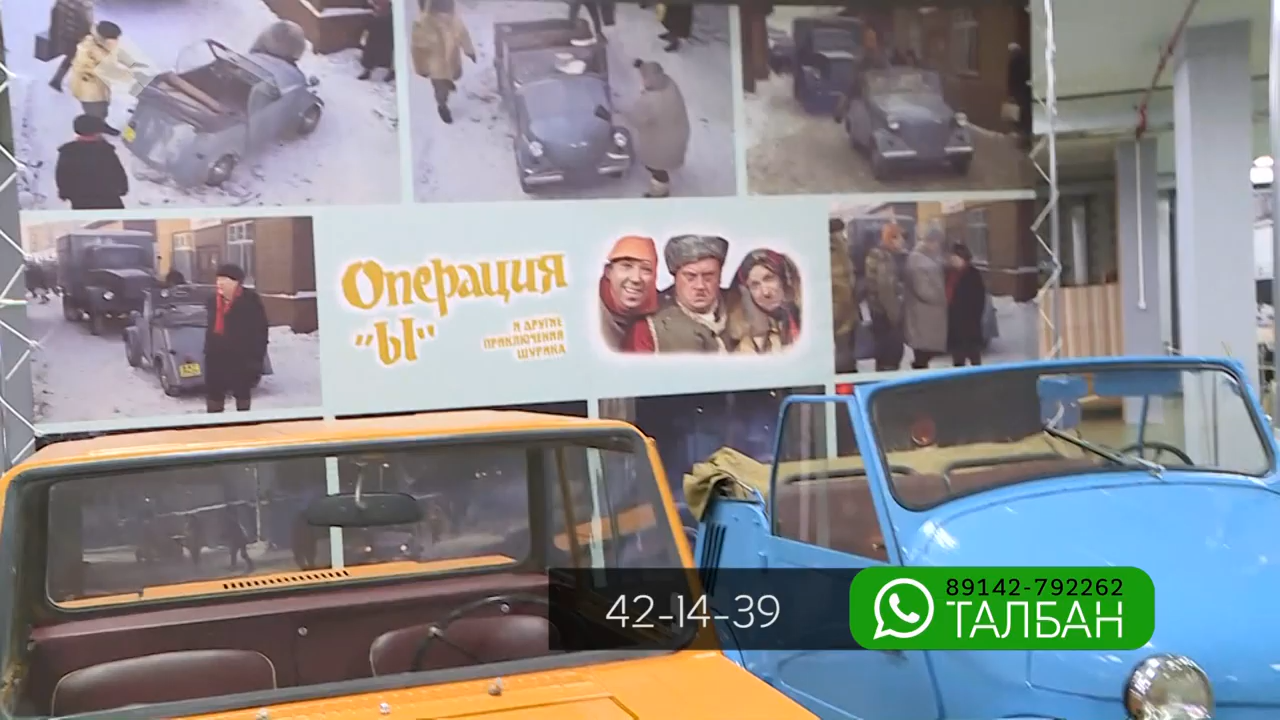 Операция
"Ы"
И ДРУГИЕ
ПРИКЛЮЧЕНИЯ
ШУРИКА
42-14-39
89142-792262
ТАЛБАН